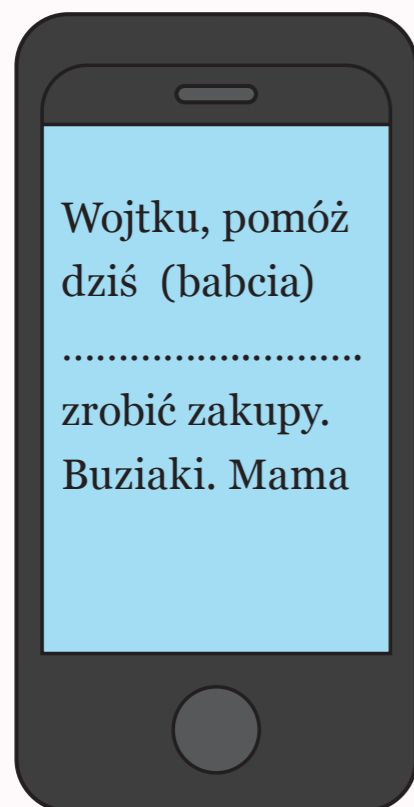 Wojtku, pomóż
dziś (babcia)
..............................
zrobić zakupy.
Buziaki. Mama